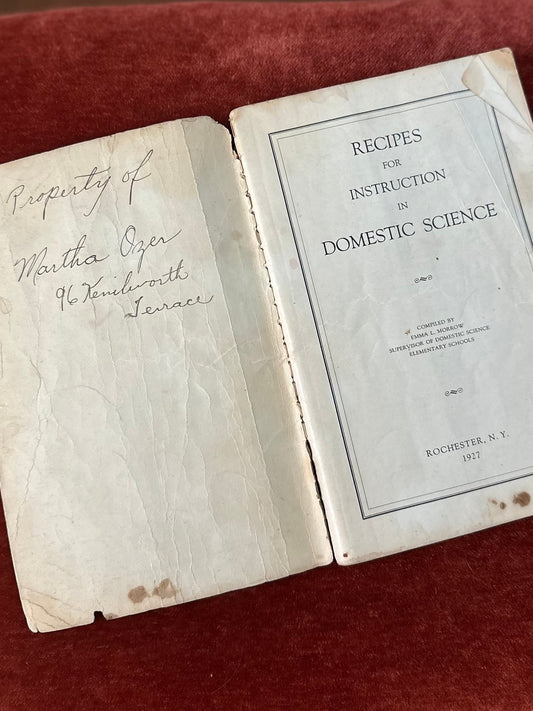 Property of
Martha Ozer
96 Kenilworth
Terrace
RECIPES
FOR
INSTRUCTION
IN
DOMESTIC SCIENCE
COMPILED BY
EMMA L. MORROW
SUPERVISOR OF DOMESTIC SCIENCE
ELEMENTARY SCHOOLS
ROCHESTER, N. Y.
1927